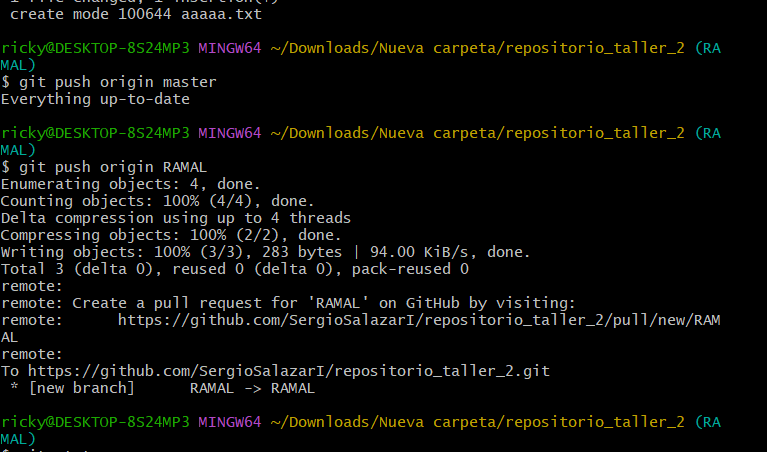 create mode 100644 aaaaa.txt
ricky@DESKTOP-8S24MP3 MINGW64 ~/Downloads/Nueva carpeta/repositorio_taller_2 (RA
MAL)
$ git push origin master
Everything up-to-date
ricky@DESKTOP-8S24MP3 MINGW64 ~/Downloads/Nueva carpeta/repositorio_taller_2 (RA
MAL)
$ git push origin RAMAL
Enumerating objects: 4, done.
Counting objects: 100% (4/4), done.
Delta compression using up to 4 threads
Compressing objects: 100% (2/2), done.
Writing objects: 100% (3/3), 283 bytes | 94.00 KiB/s, done.
Total 3 (delta 0), reused 0 (delta 0), pack-reused 0
remote:
remote: Create a pull request for 'RAMAL' on GitHub by visiting:
remote:      https://github.com/SergioSalazarI/repositorio_taller_2/pull/new/RAM
AL
remote:
To https://github.com/SergioSalazarI/repositorio_taller_2.git
 * [new branch]      RAMAL -> RAMAL
ricky@DESKTOP-8S24MP3 MINGW64 ~/Downloads/Nueva carpeta/repositorio_taller_2 (RA
MAL)